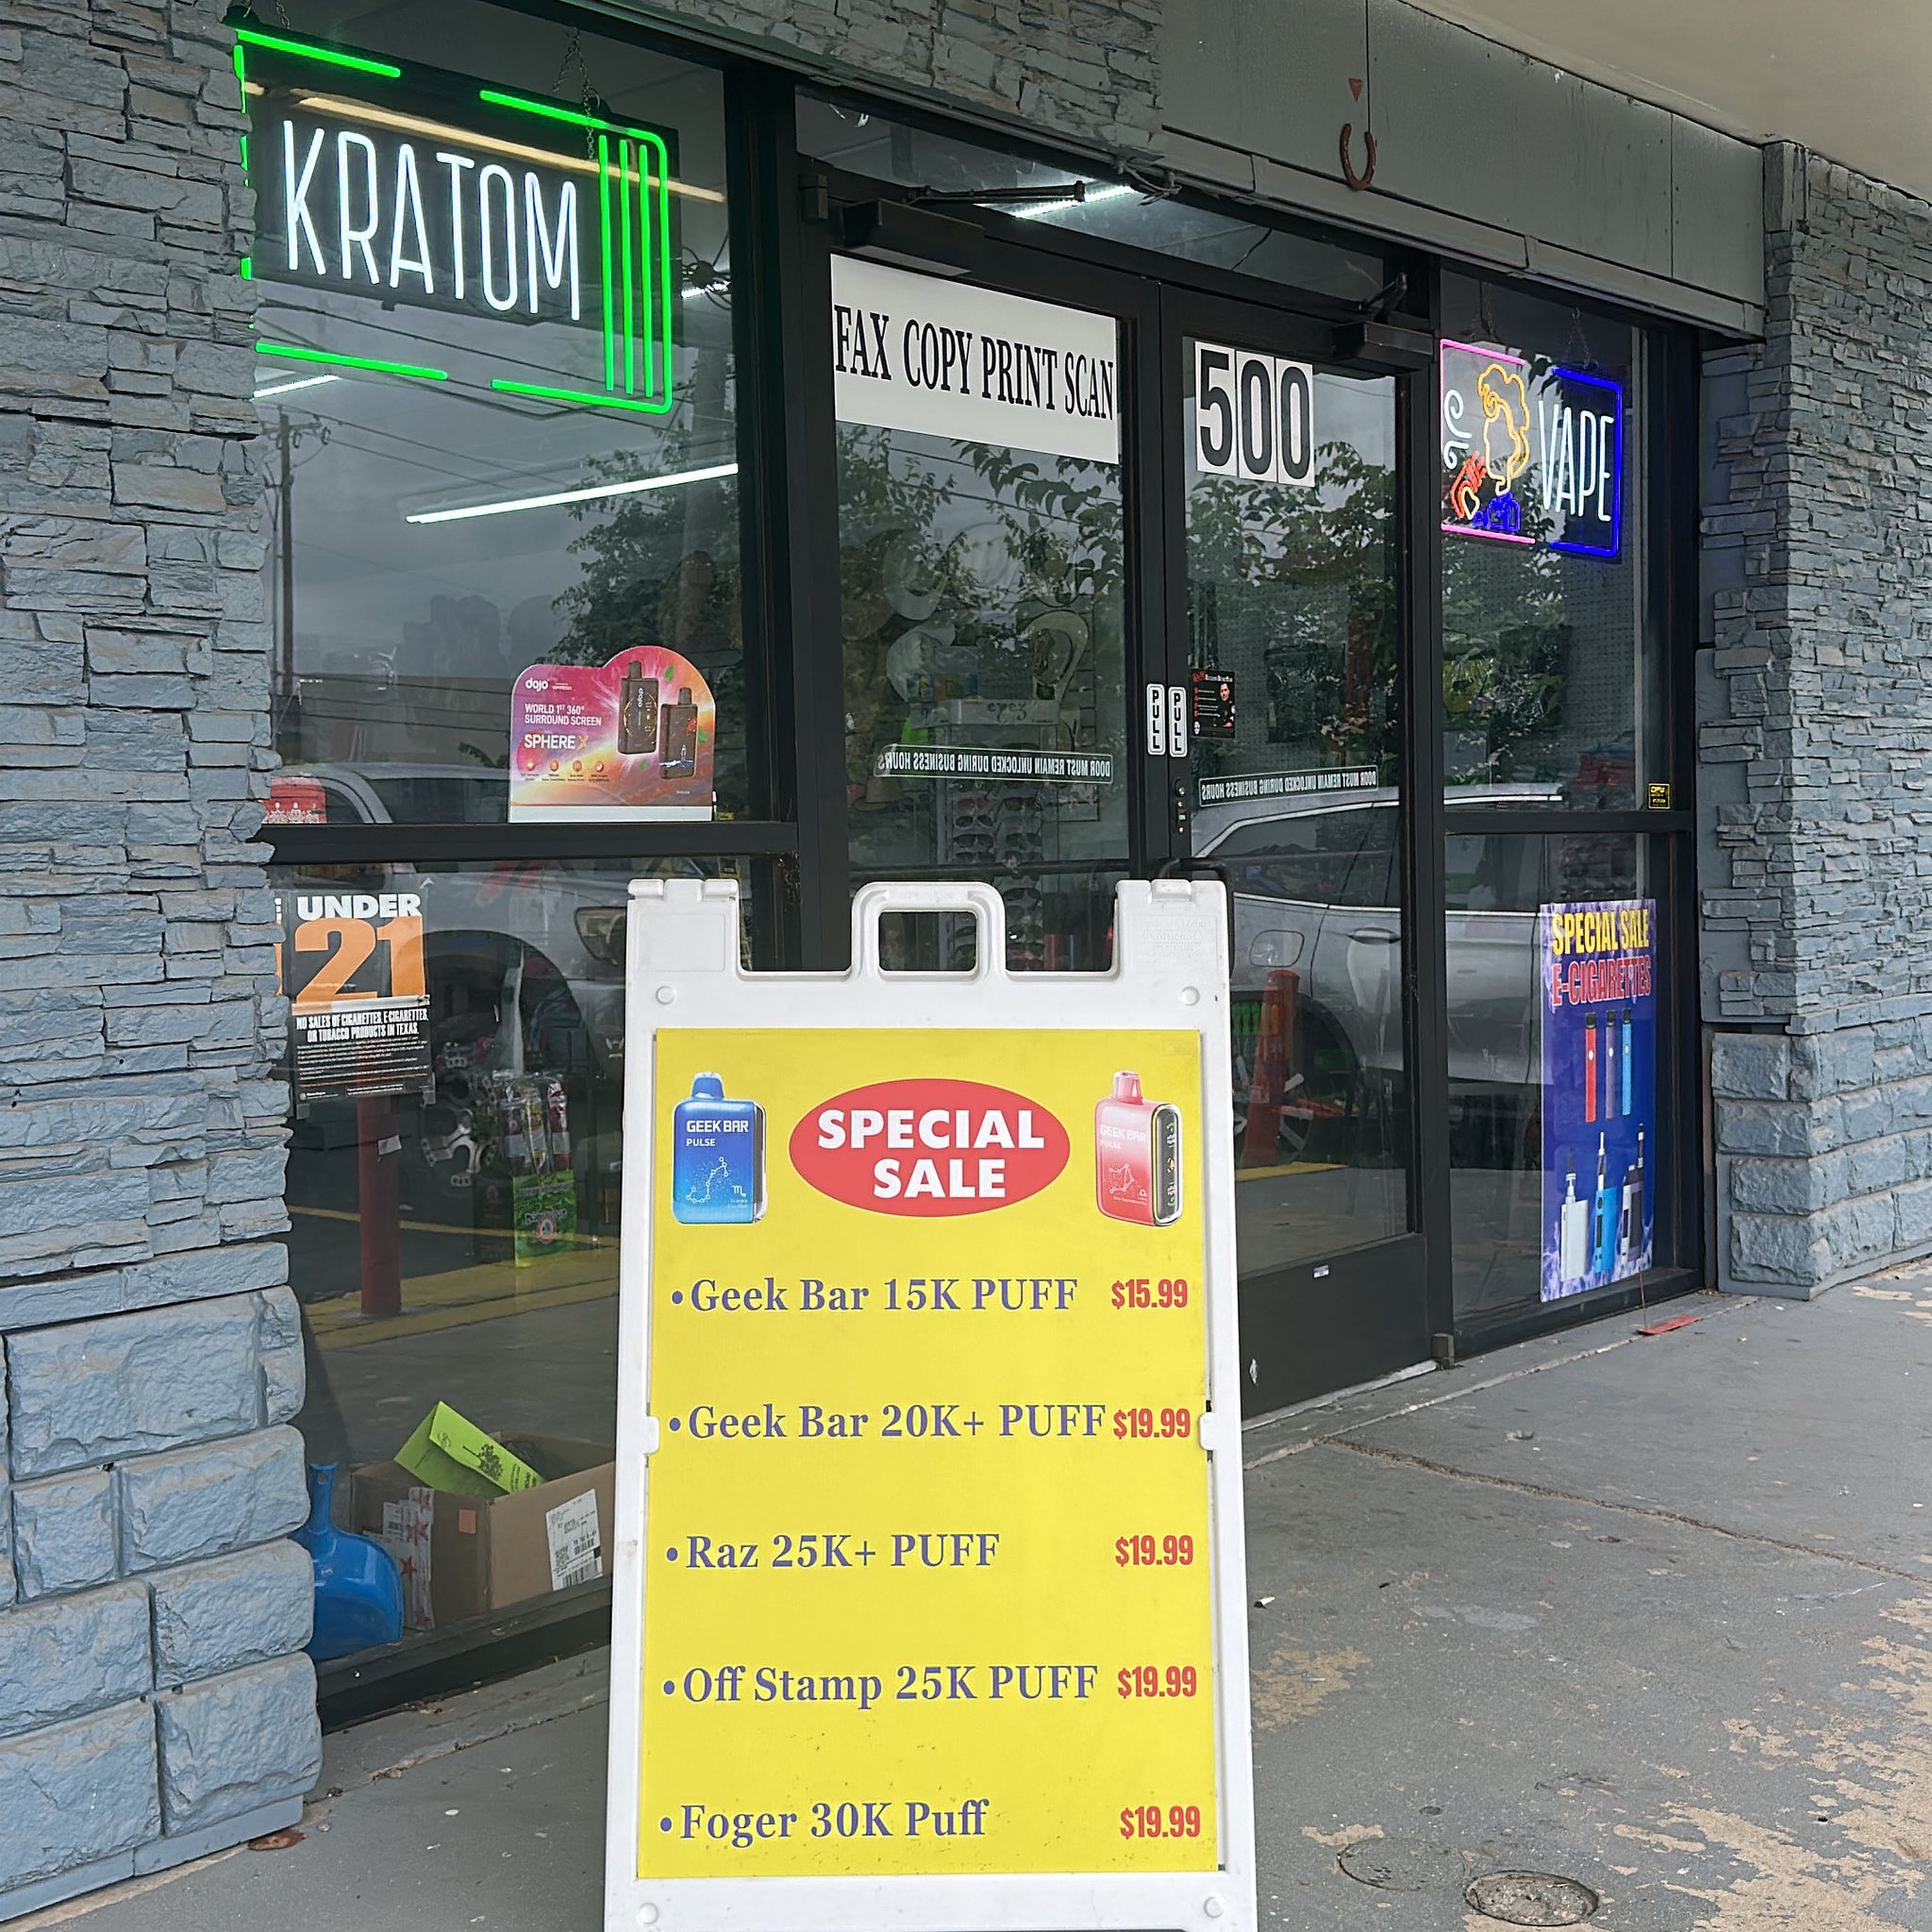 KRATOM
FAX COPY PRINT SCAN
500
VAPE
dojo
WORLD 1ST 360°
SURROUND SCREEN
SPHERE X
PULL
PULL
DOOR MUST REMAIN UNLOCKED DURING BUSINESS HOURS
DOOR MUST REMAIN UNLOCKED DURING BUSINESS HOURS
UNDER
21
NO SALES OF CIGARETTES, E-CIGARETTES,
OR TOBACCO PRODUCTS IN TEXAS.
SPECIAL SALE
E-CIGARETTES
GEEK BAR
PULSE
SPECIAL
SALE
GEEK BAR
PULSE
•Geek Bar 15K PUFF $15.99
•Geek Bar 20K+ PUFF $19.99
•Raz 25K+ PUFF $19.99
•Off Stamp 25K PUFF $19.99
•Foger 30K Puff $19.99